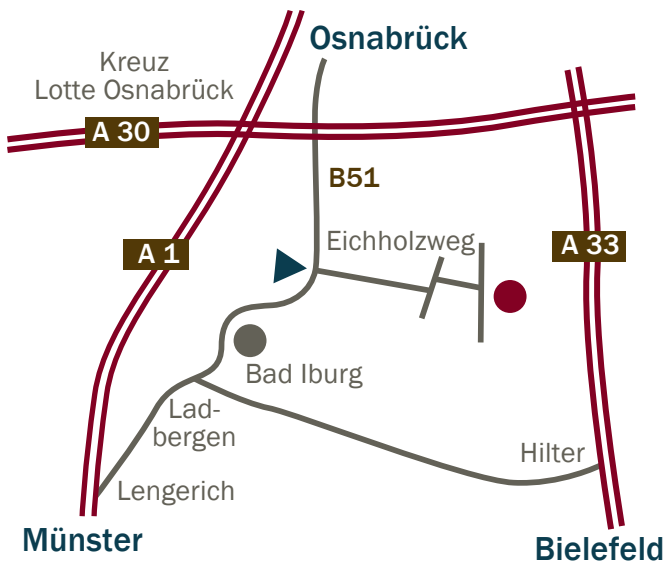 Osnabrück
Kreuz
Lotte Osnabrück
A 30
B51
Eichholzweg
A 1
A 33
Bad Iburg
Lad-
bergen
Hilter
Lengerich
Münster
Bielefeld